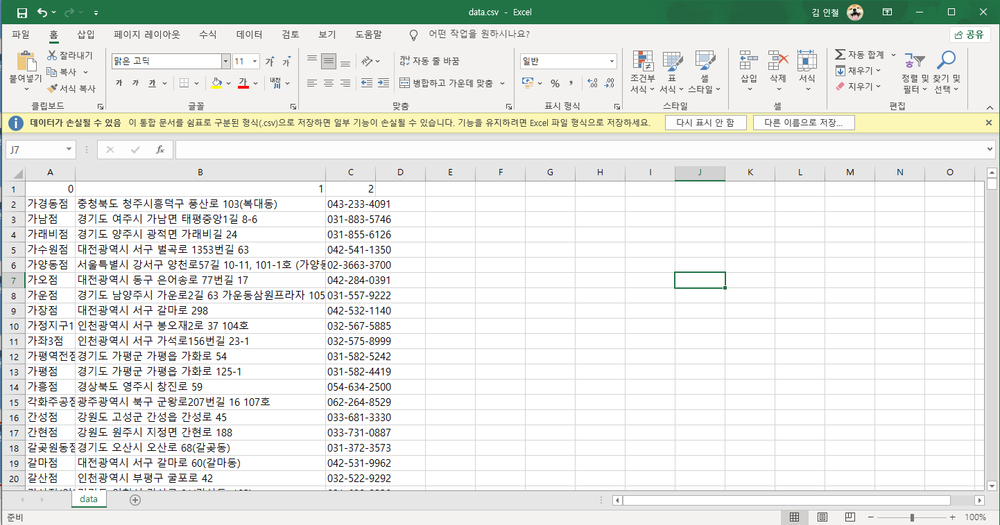 data.csv - Excel
김 인철
파일 홈 삽입 페이지 레이아웃 수식 데이터 검토 보기 도움말 어떤 작업을 원하시나요? 공유
붙여넣기
잘라내기
복사
서식 복사
클립보드
맑은 고딕 11
가 가
가 가 가 가 내천
글꼴
자동 줄 바꿈
병합하고 가운데 맞춤
맞춤
일반
%
표시 형식
조건부 서식
표 서식
셀 스타일
스타일
삽입 삭제 서식
셀
자동 합계
채우기
지우기
정렬 및 필터
찾기 및 선택
편집
데이터가 손실될 수 있음 이 통합 문서를 쉼표로 구분된 형식(.csv)으로 저장하면 일부 기능이 손실될 수 있습니다. 기능을 유지하려면 Excel 파일 형식으로 저장하세요. 다시 표시 안 함 다른 이름으로 저장...
J7 fx
A B C D E F G H I J K L M N O
1 0 1 2
2 가경동점 충청북도 청주시흥덕구 풍산로 103(복대동) 043-233-4091
3 가남점 경기도 여주시 가남면 태평중앙1길 8-6 031-883-5746
4 가래비점 경기도 양주시 광적면 가래비길 24 031-855-6126
5 가수원점 대전광역시 서구 벌곡로 1353번길 63 042-541-1350
6 가양동점 서울특별시 강서구 양천로57길 10-11, 101-1호 (가양동 02-3663-3700
7 가오점 대전광역시 동구 은어송로 77번길 17 042-284-0391
8 가운점 경기도 남양주시 가운로2길 63 가운동삼원프라자 105 031-557-9222
9 가장점 대전광역시 서구 갈마로 298 042-532-1140
10 가정지구1 인천광역시 서구 봉오재2로 37 104호 032-567-5885
11 가좌3점 인천광역시 서구 가석로156번길 23-1 032-575-8999
12 가평역전점 경기도 가평군 가평읍 가화로 54 031-582-5242
13 가평점 경기도 가평군 가평읍 가화로 125-1 031-582-4419
14 가흥점 경상북도 영주시 창진로 59 054-634-2500
15 각화주공점 광주광역시 북구 군왕로207번길 16 107호 062-264-8529
16 간성점 강원도 고성군 간성읍 간성로 45 033-681-3330
17 간현점 강원도 원주시 지정면 간현로 188 033-731-0887
18 갈곶원동점 경기도 오산시 오산로 68(갈곶동) 031-372-3573
19 갈마점 대전광역시 서구 갈마로 60(갈마동) 042-531-9962
20 갈산점 인천광역시 부평구 굴포로 42 032-522-9292
data
준비 100%